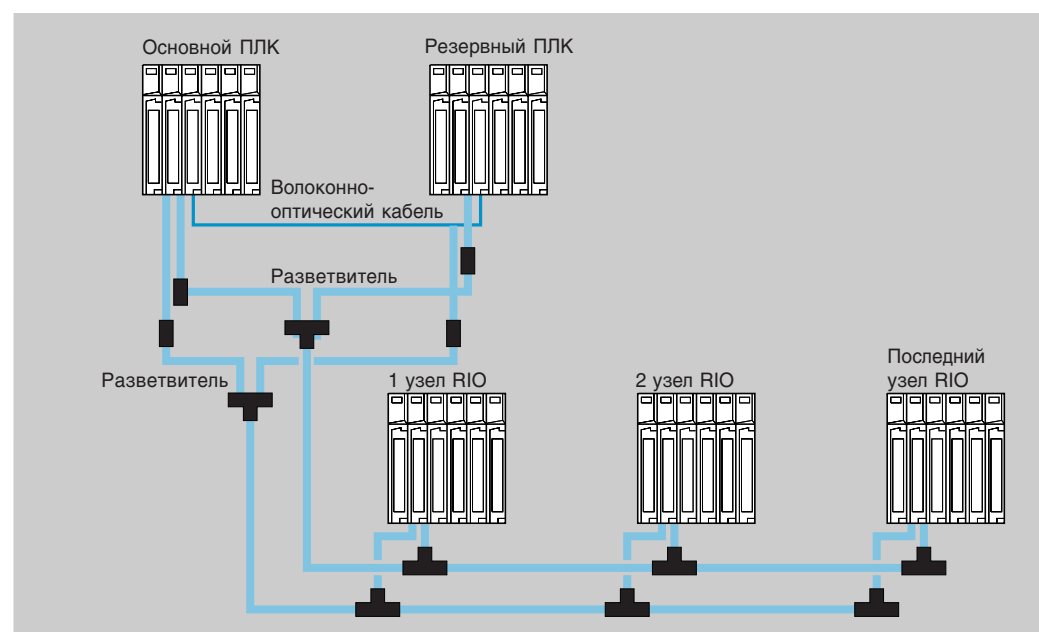 Основной ПЛК
Резервный ПЛК
Волоконно-
оптический кабель
Разветвитель
Разветвитель
1 узел RIO
2 узел RIO
Последний
узел RIO